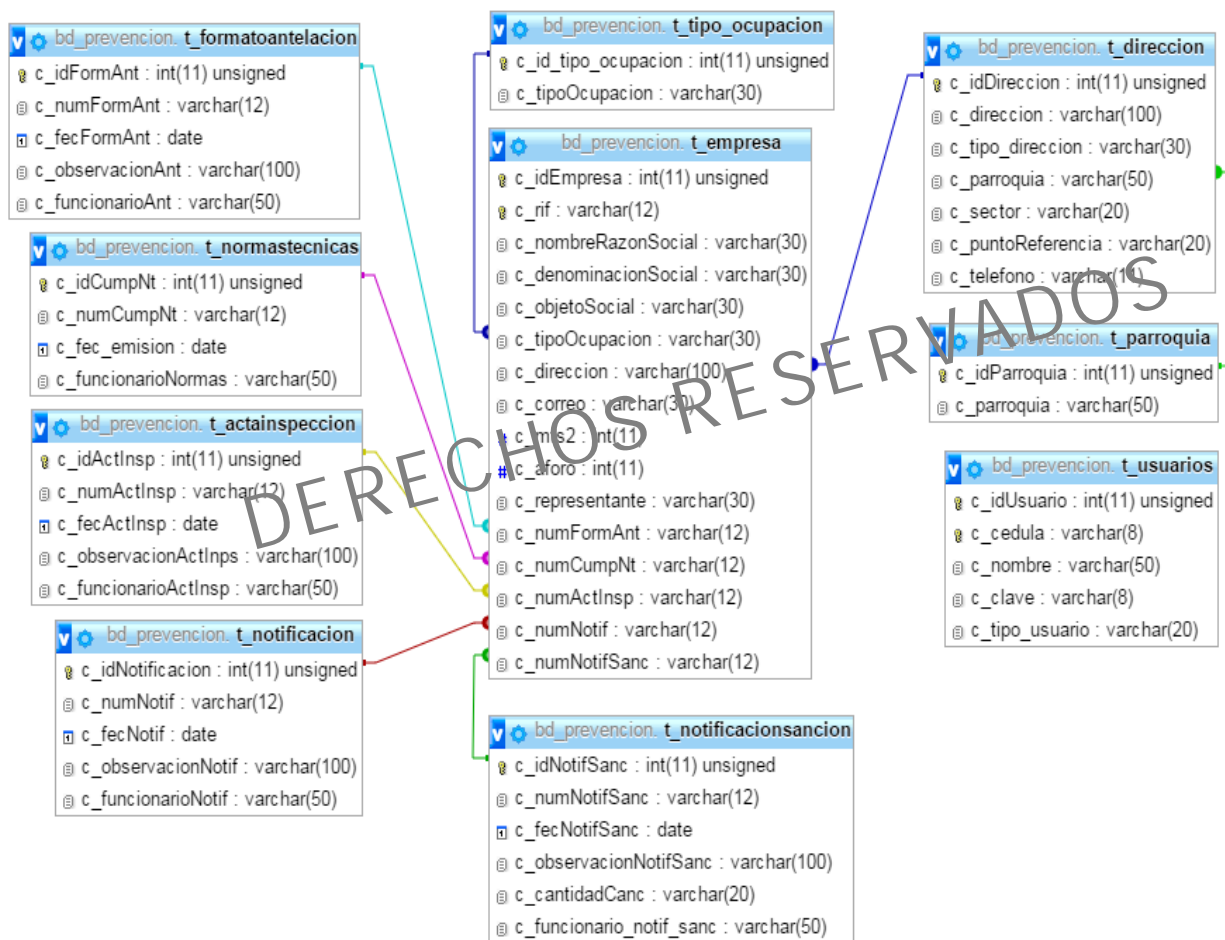 bd_prevencion. t_formatoantelacion
c_idFormAnt : int(11) unsigned
c_numFormAnt : varchar(12)
c_fecFormAnt : date
c_observacionAnt : varchar(100)
c_funcionarioAnt : varchar(50)
bd_prevencion. t_normastecnicas
c_idCumpNt : int(11) unsigned
c_numCumpNt : varchar(12)
c_fec_emision : date
c_funcionarioNormas : varchar(50)
bd_prevencion. t_actainspeccion
c_idActInsp : int(11) unsigned
c_numActInsp : varchar(12)
c_fecActInsp : date
c_observacionActInps : varchar(100)
c_funcionarioActInsp : varchar(50)
bd_prevencion. t_notificacion
c_idNotificacion : int(11) unsigned
c_numNotif : varchar(12)
c_fecNotif : date
c_observacionNotif : varchar(100)
c_funcionarioNotif : varchar(50)
bd_prevencion. t_tipo_ocupacion
c_id_tipo_ocupacion : int(11) unsigned
c_tipoOcupacion : varchar(30)
bd_prevencion. t_empresa
c_idEmpresa : int(11) unsigned
c_rif : varchar(12)
c_nombreRazonSocial : varchar(30)
c_denominacionSocial : varchar(30)
c_objetoSocial : varchar(30)
c_tipoOcupacion : varchar(30)
c_direccion : varchar(100)
c_correo : varchar(30)
c_mts2 : int(11)
# c_aforo : int(11)
c_representante : varchar(30)
c_numFormAnt : varchar(12)
c_numCumpNt : varchar(12)
c_numActInsp : varchar(12)
c_numNotif : varchar(12)
c_numNotifSanc : varchar(12)
bd_prevencion. t_notificacionsancion
c_idNotifSanc : int(11) unsigned
c_numNotifSanc : varchar(12)
c_fecNotifSanc : date
c_observacionNotifSanc : varchar(100)
c_cantidadCanc : varchar(20)
c_funcionario_notif_sanc : varchar(50)
bd_prevencion. t_direccion
c_idDireccion : int(11) unsigned
c_direccion : varchar(100)
c_tipo_direccion : varchar(30)
c_parroquia : varchar(50)
c_sector : varchar(20)
c_puntoReferencia : varchar(20)
c_telefono : varchar(11)
bd_prevencion. t_parroquia
c_idParroquia : int(11) unsigned
c_parroquia : varchar(50)
bd_prevencion. t_usuarios
c_idUsuario : int(11) unsigned
c_cedula : varchar(8)
c_nombre : varchar(50)
c_clave : varchar(8)
c_tipo_usuario : varchar(20)
DERECHOS RESERVADOS